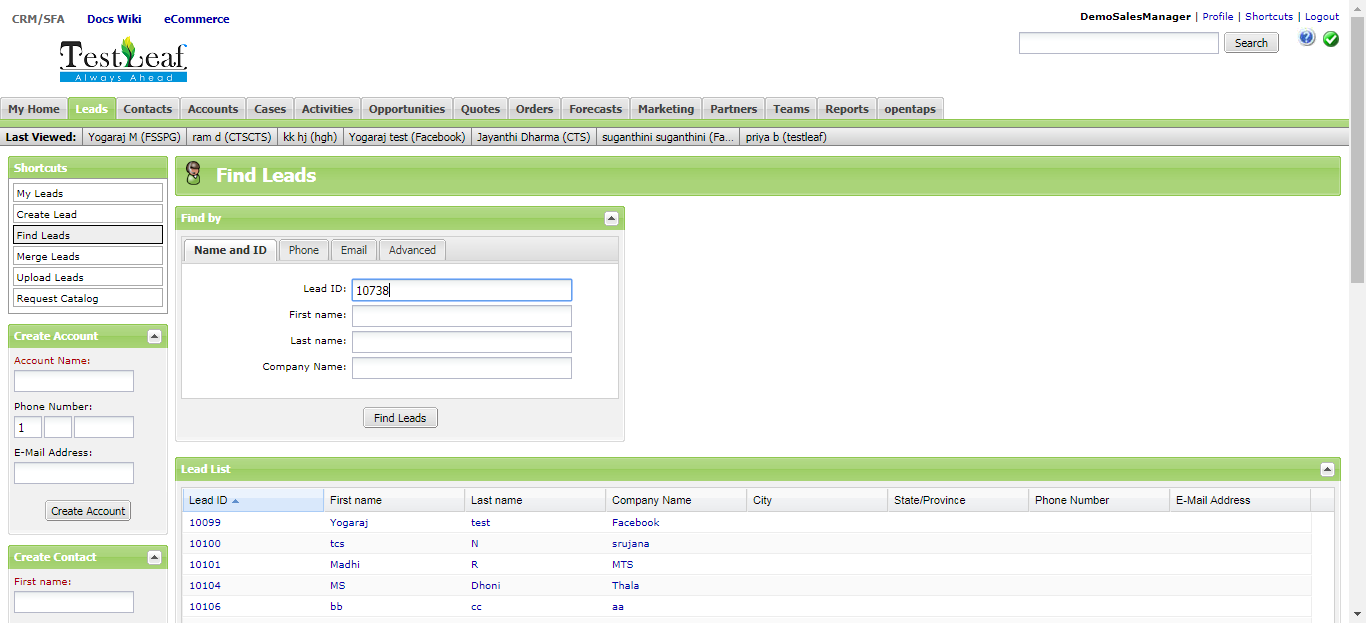 CRM/SFA Docs Wiki eCommerce
DemoSalesManager | Profile | Shortcuts | Logout
TestLeaf
Always Ahead
Search
My Home Leads Contacts Accounts Cases Activities Opportunities Quotes Orders Forecasts Marketing Partners Teams Reports opentaps
Last Viewed: Yogaraj M (FSSPG) ram d (CTSCTS) kk hj (hgh) Yogaraj test (Facebook) Jayanthi Dharma (CTS) suganthini suganthini (Fa... priya b (testleaf)
Shortcuts
My Leads
Create Lead
Find Leads
Merge Leads
Upload Leads
Request Catalog
Create Account
Account Name:
Phone Number:
1
E-Mail Address:
Create Account
Create Contact
First name:
Find Leads
Find by
Name and ID Phone Email Advanced
Lead ID: 10738
First name:
Last name:
Company Name:
Find Leads
Lead List
Lead ID First name Last name Company Name City State/Province Phone Number E-Mail Address
10099 Yogaraj test Facebook
10100 tcs N srujana
10101 Madhi R MTS
10104 MS Dhoni Thala
10106 bb cc aa